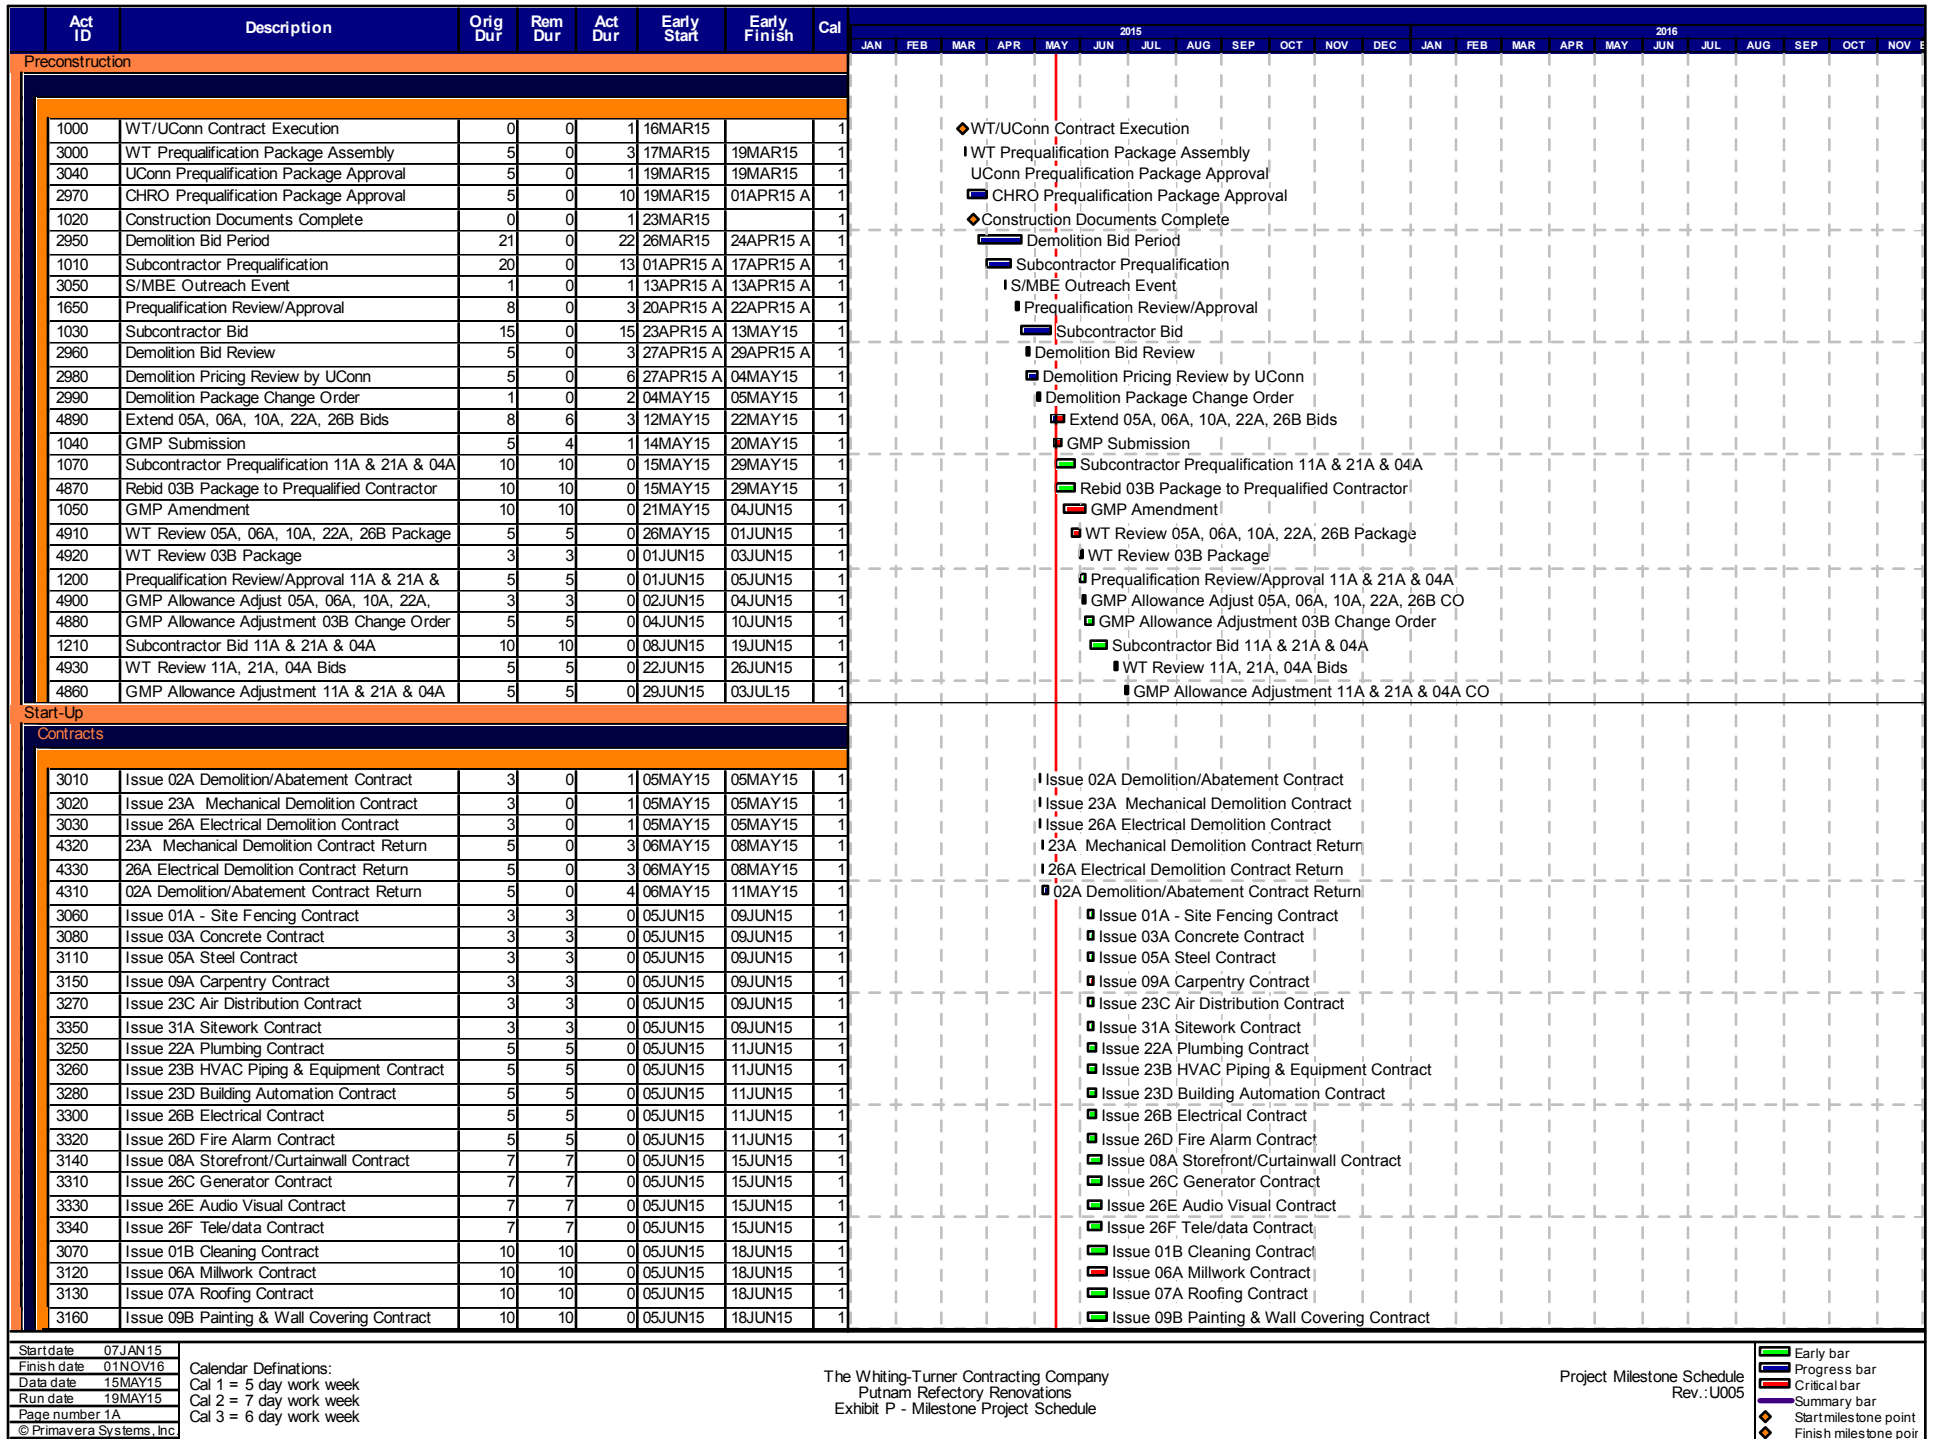 Act ID Description Orig Dur Rem Dur Act Dur Early Start Early Finish Cal
2015 2016
JAN FEB MAR APR MAY JUN JUL AUG SEP OCT NOV DEC JAN FEB MAR APR MAY JUN JUL AUG SEP OCT NOV
Preconstruction
1000 WT/UConn Contract Execution 0 0 1 16MAR15 1 WT/UConn Contract Execution
3000 WT Prequalification Package Assembly 5 0 3 17MAR15 19MAR15 1 WT Prequalification Package Assembly
3040 UConn Prequalification Package Approval 5 0 1 19MAR15 19MAR15 1 UConn Prequalification Package Approval
2970 CHRO Prequalification Package Approval 5 0 10 19MAR15 01APR15 A 1 CHRO Prequalification Package Approval
1020 Construction Documents Complete 0 0 1 23MAR15 1 Construction Documents Complete
2950 Demolition Bid Period 21 0 22 26MAR15 24APR15 A 1 Demolition Bid Period
1010 Subcontractor Prequalification 20 0 13 01APR15 A 17APR15 A 1 Subcontractor Prequalification
3050 S/MBE Outreach Event 1 0 1 13APR15 A 13APR15 A 1 S/MBE Outreach Event
1650 Prequalification Review/Approval 8 0 3 20APR15 A 22APR15 A 1 Prequalification Review/Approval
1030 Subcontractor Bid 15 0 15 23APR15 A 13MAY15 1 Subcontractor Bid
2960 Demolition Bid Review 5 0 3 27APR15 A 29APR15 A 1 Demolition Bid Review
2980 Demolition Pricing Review by UConn 5 0 6 27APR15 A 04MAY15 1 Demolition Pricing Review by UConn
2990 Demolition Package Change Order 1 0 2 04MAY15 05MAY15 1 Demolition Package Change Order
4890 Extend 05A, 06A, 10A, 22A, 26B Bids 8 6 3 12MAY15 22MAY15 1 Extend 05A, 06A, 10A, 22A, 26B Bids
1040 GMP Submission 5 4 1 14MAY15 20MAY15 1 GMP Submission
1070 Subcontractor Prequalification 11A & 21A & 04A 10 10 0 15MAY15 29MAY15 1 Subcontractor Prequalification 11A & 21A & 04A
4870 Rebid 03B Package to Prequalified Contractor 10 10 0 15MAY15 29MAY15 1 Rebid 03B Package to Prequalified Contractor
1050 GMP Amendment 10 10 0 21MAY15 04JUN15 1 GMP Amendment
4910 WT Review 05A, 06A, 10A, 22A, 26B Package 5 5 0 26MAY15 01JUN15 1 WT Review 05A, 06A, 10A, 22A, 26B Package
4920 WT Review 03B Package 3 3 0 01JUN15 03JUN15 1 WT Review 03B Package
1200 Prequalification Review/Approval 11A & 21A & 5 5 0 01JUN15 05JUN15 1 Prequalification Review/Approval 11A & 21A & 04A
4900 GMP Allowance Adjust 05A, 06A, 10A, 22A, 3 3 0 02JUN15 04JUN15 1 GMP Allowance Adjust 05A, 06A, 10A, 22A, 26B CO
4880 GMP Allowance Adjustment 03B Change Order 5 5 0 04JUN15 10JUN15 1 GMP Allowance Adjustment 03B Change Order
1210 Subcontractor Bid 11A & 21A & 04A 10 10 0 08JUN15 19JUN15 1 Subcontractor Bid 11A & 21A & 04A
4930 WT Review 11A, 21A, 04A Bids 5 5 0 22JUN15 26JUN15 1 WT Review 11A, 21A, 04A Bids
4860 GMP Allowance Adjustment 11A & 21A & 04A 5 5 0 29JUN15 03JUL15 1 GMP Allowance Adjustment 11A & 21A & 04A CO
Start-Up
Contracts
3010 Issue 02A Demolition/Abatement Contract 3 0 1 05MAY15 05MAY15 1 Issue 02A Demolition/Abatement Contract
3020 Issue 23A Mechanical Demolition Contract 3 0 1 05MAY15 05MAY15 1 Issue 23A Mechanical Demolition Contract
3030 Issue 26A Electrical Demolition Contract 3 0 1 05MAY15 05MAY15 1 Issue 26A Electrical Demolition Contract
4320 23A Mechanical Demolition Contract Return 5 0 3 06MAY15 08MAY15 1 23A Mechanical Demolition Contract Return
4330 26A Electrical Demolition Contract Return 5 0 3 06MAY15 08MAY15 1 26A Electrical Demolition Contract Return
4310 02A Demolition/Abatement Contract Return 5 0 4 06MAY15 11MAY15 1 02A Demolition/Abatement Contract Return
3060 Issue 01A - Site Fencing Contract 3 3 0 05JUN15 09JUN15 1 Issue 01A - Site Fencing Contract
3080 Issue 03A Concrete Contract 3 3 0 05JUN15 09JUN15 1 Issue 03A Concrete Contract
3110 Issue 05A Steel Contract 3 3 0 05JUN15 09JUN15 1 Issue 05A Steel Contract
3150 Issue 09A Carpentry Contract 3 3 0 05JUN15 09JUN15 1 Issue 09A Carpentry Contract
3270 Issue 23C Air Distribution Contract 3 3 0 05JUN15 09JUN15 1 Issue 23C Air Distribution Contract
3350 Issue 31A Sitework Contract 3 3 0 05JUN15 09JUN15 1 Issue 31A Sitework Contract
3250 Issue 22A Plumbing Contract 5 5 0 05JUN15 11JUN15 1 Issue 22A Plumbing Contract
3260 Issue 23B HVAC Piping & Equipment Contract 5 5 0 05JUN15 11JUN15 1 Issue 23B HVAC Piping & Equipment Contract
3280 Issue 23D Building Automation Contract 5 5 0 05JUN15 11JUN15 1 Issue 23D Building Automation Contract
3300 Issue 26B Electrical Contract 5 5 0 05JUN15 11JUN15 1 Issue 26B Electrical Contract
3320 Issue 26D Fire Alarm Contract 5 5 0 05JUN15 11JUN15 1 Issue 26D Fire Alarm Contract
3140 Issue 08A Storefront/Curtainwall Contract 7 7 0 05JUN15 15JUN15 1 Issue 08A Storefront/Curtainwall Contract
3310 Issue 26C Generator Contract 7 7 0 05JUN15 15JUN15 1 Issue 26C Generator Contract
3330 Issue 26E Audio Visual Contract 7 7 0 05JUN15 15JUN15 1 Issue 26E Audio Visual Contract
3340 Issue 26F Tele/data Contract 7 7 0 05JUN15 15JUN15 1 Issue 26F Tele/data Contract
3070 Issue 01B Cleaning Contract 10 10 0 05JUN15 18JUN15 1 Issue 01B Cleaning Contract
3120 Issue 06A Millwork Contract 10 10 0 05JUN15 18JUN15 1 Issue 06A Millwork Contract
3130 Issue 07A Roofing Contract 10 10 0 05JUN15 18JUN15 1 Issue 07A Roofing Contract
3160 Issue 09B Painting & Wall Covering Contract 10 10 0 05JUN15 18JUN15 1 Issue 09B Painting & Wall Covering Contract
Start date 07JAN15
Finish date 01NOV16
Data date 15MAY15
Run date 19MAY15
Page number 1A
© Primavera Systems, Inc.
Calendar Definations:
Cal 1 = 5 day work week
Cal 2 = 7 day work week
Cal 3 = 6 day work week
The Whiting-Turner Contracting Company
Putnam Refectory Renovations
Exhibit P - Milestone Project Schedule
Project Milestone Schedule
Rev.: U005
Early bar
Progress bar
Critical bar
Summary bar
Start milestone point
Finish milestone poin